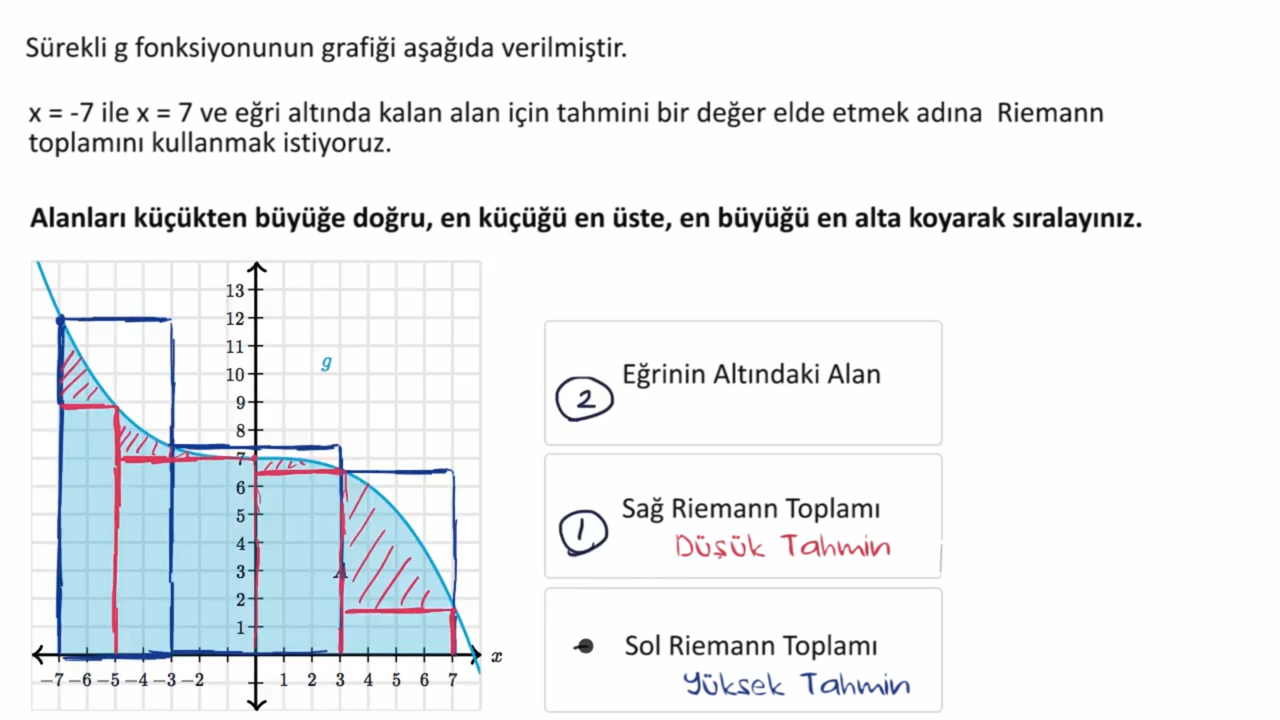 Sürekli g fonksiyonunun grafiği aşağıda verilmiştir.
x = -7 ile x = 7 ve eğri altında kalan alan için tahmini bir değer elde etmek adına Riemann
toplamını kullanmak istiyoruz.
Alanları küçükten büyüğe doğru, en küçüğü en üste, en büyüğü en alta koyarak sıralayınız.
13
12
11
10
9
8
7
6
5
4
3
2
1
g
A
x
-7 -6 -5 -4 -3 -2 1 2 3 4 5 6 7
2 Eğrinin Altındaki Alan
1 Sağ Riemann Toplamı
Düşük Tahmin
Sol Riemann Toplamı
Yüksek Tahmin